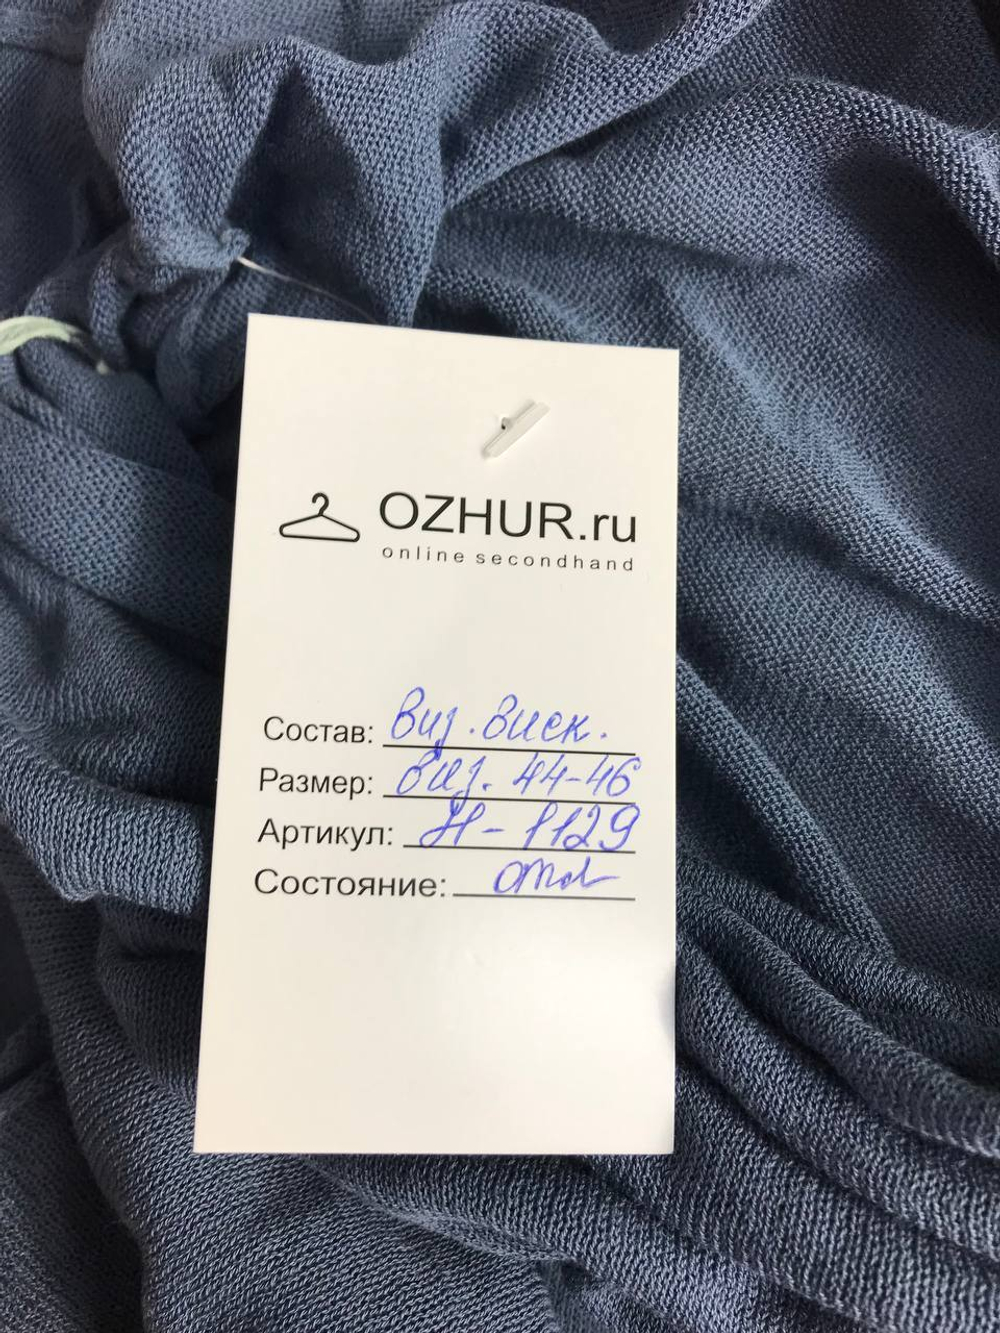 OZHUR.ru
online secondhand
Состав: Виз. Виск.
Размер: Виз. 44-46
Артикул: Н-1129
Состояние: отл